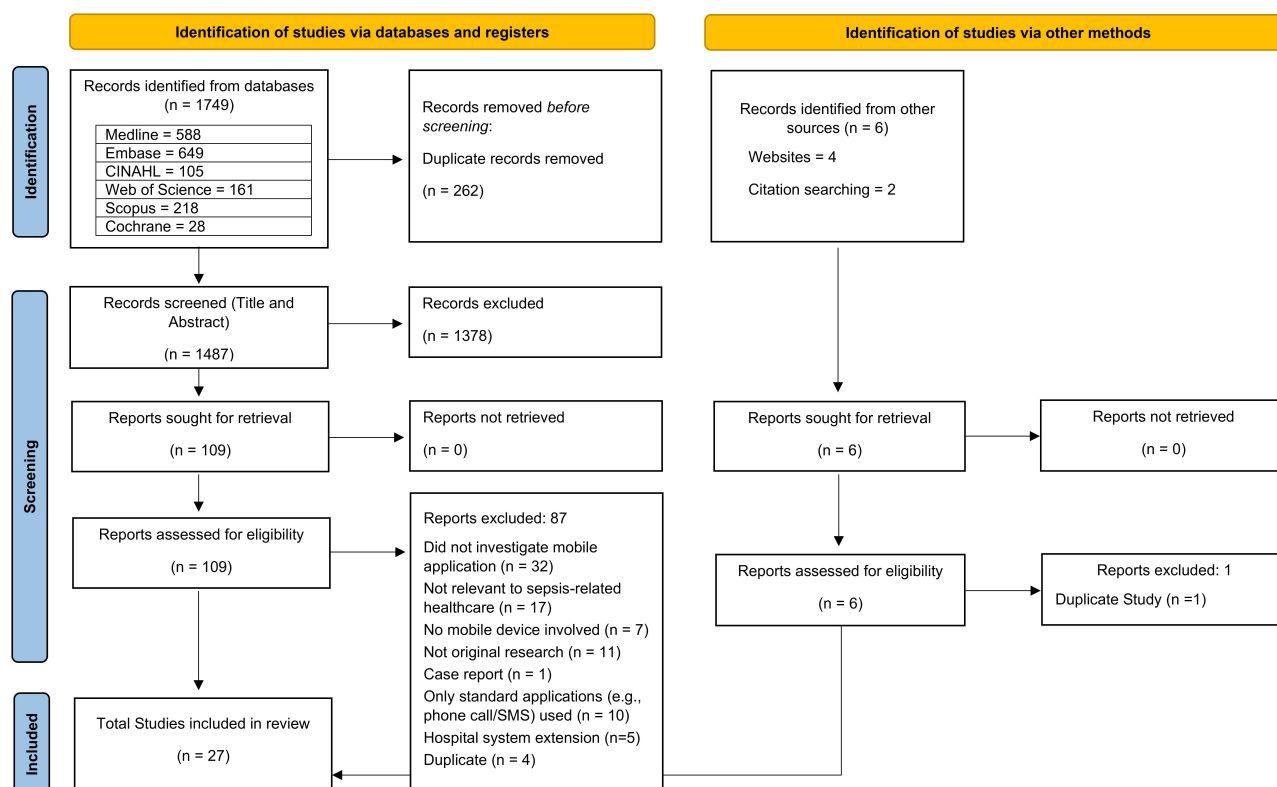 Identification of studies via databases and registers
Identification of studies via other methods
Identification
Records identified from databases
(n = 1749)
Medline = 588
Embase = 649
CINAHL = 105
Web of Science = 161
Scopus = 218
Cochrane = 28
Records removed before
screening:
Duplicate records removed
(n = 262)
Records identified from other
sources (n = 6)
Websites = 4
Citation searching = 2
Screening
Records screened (Title and
Abstract)
(n = 1487)
Records excluded
(n = 1378)
Reports sought for retrieval
(n = 109)
Reports not retrieved
(n = 0)
Reports sought for retrieval
(n = 6)
Reports not retrieved
(n = 0)
Reports assessed for eligibility
(n = 109)
Reports excluded: 87
Did not investigate mobile
application (n = 32)
Not relevant to sepsis-related
healthcare (n = 17)
No mobile device involved (n = 7)
Not original research (n = 11)
Case report (n = 1)
Only standard applications (e.g.,
phone call/SMS) used (n = 10)
Hospital system extension (n=5)
Duplicate (n = 4)
Reports assessed for eligibility
(n = 6)
Reports excluded: 1
Duplicate Study (n =1)
Included
Total Studies included in review
(n = 27)